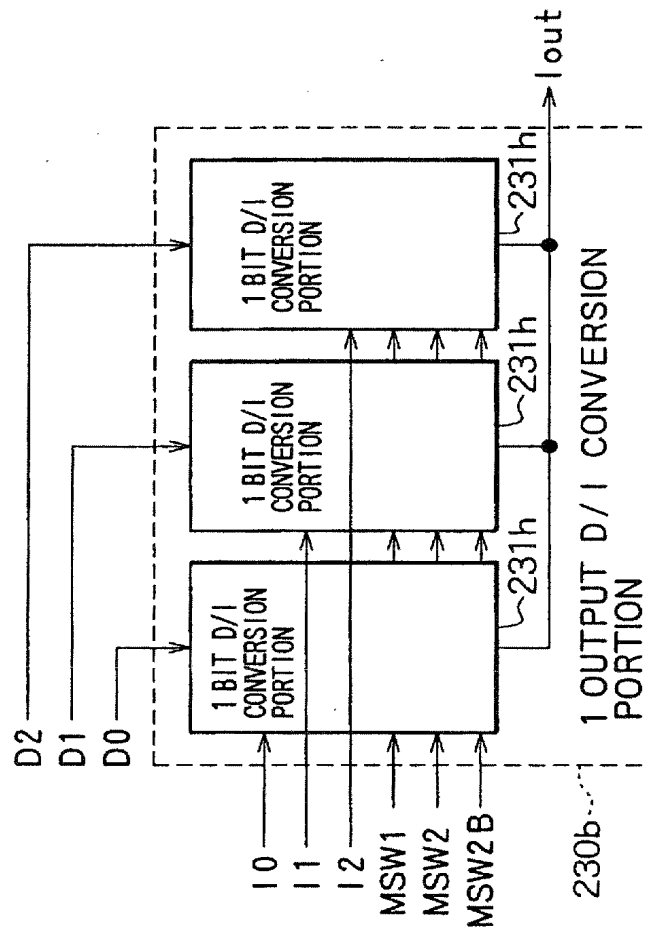 D2
D1
D0
I0
I1
I2
MSW1
MSW2
MSW2B
1 BIT D/I
CONVERSION
PORTION
231h
1 BIT D/I
CONVERSION
PORTION
231h
1 BIT D/I
CONVERSION
PORTION
231h
Iout
1 OUTPUT D/I CONVERSION
PORTION
230b